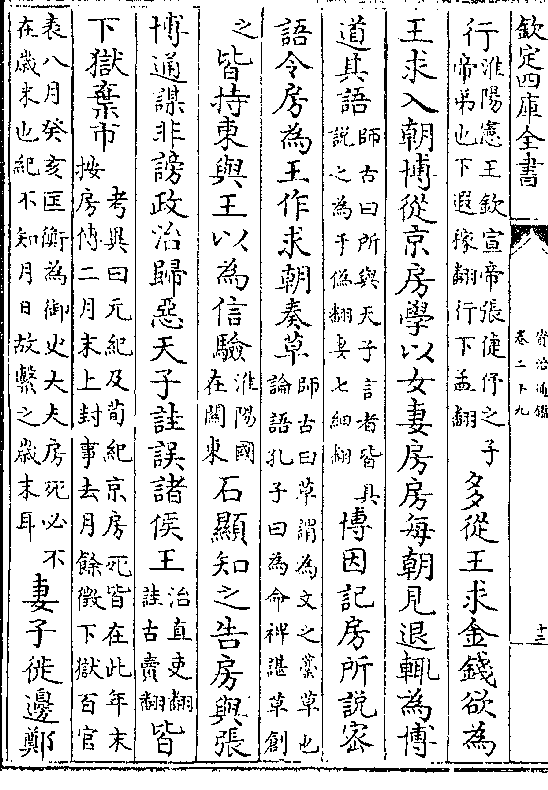 欽定四庫全書
資治通鑑
卷二十九
十三
行淮陽憲王欽宣帝張倢伃之子
帝弟也下遐稼翻行下孟翻
多從王求金錢欲為
王求入朝博從京房學以女妻房房每朝見退輒為博
道其語師古曰所與天子言者皆具
說之為于偽翻妻七細翻
博因記房所說宻
語令房為王作求朝奏草師古曰草謂為文之藁草也
論語孔子曰為命裨諶草創
之皆持東與王以為信驗淮陽國
在關東
石顯知之告房與張
博通謀非謗政治歸惡天子詿誤諸侯王治直吏翻
詿古賣翻
皆
下獄棄市考異曰元紀及荀紀京房死皆在此年末
按房傳二月末上封事去月餘徵下獄百官
表八月癸亥匡衡為御史大夫房死必不
在歲末也紀不知月日故繫之歲末耳
妻子徙邊鄭